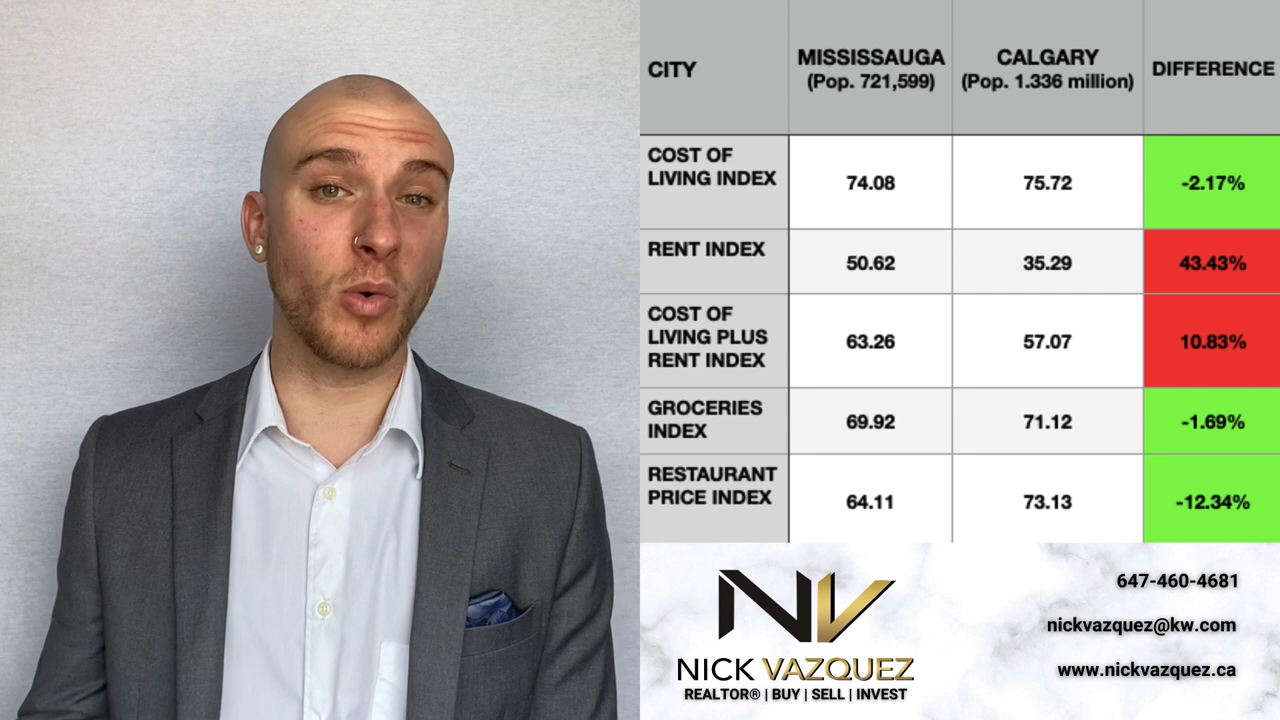 CITY
MISSISSAUGA
(Pop. 721,599)
CALGARY
(Pop. 1.336 million)
DIFFERENCE
COST OF
LIVING INDEX
74.08
75.72
-2.17%
RENT INDEX
50.62
35.29
43.43%
COST OF
LIVING PLUS
RENT INDEX
63.26
57.07
10.83%
GROCERIES
INDEX
69.92
71.12
-1.69%
RESTAURANT
PRICE INDEX
64.11
73.13
-12.34%
NV
NICK VAZQUEZ
REALTOR® | BUY | SELL | INVEST
647-460-4681
nickvazquez@kw.com
www.nickvazquez.ca